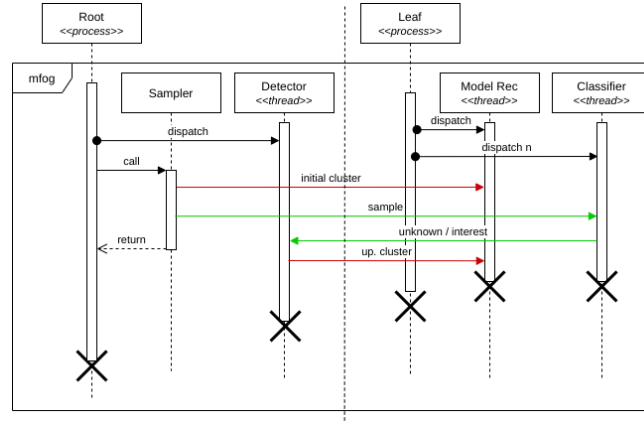 Root
<<process>>
Leaf
<<process>>
mfog
Sampler
Detector
<<thread>>
Model Rec
<<thread>>
Classifier
<<thread>>
dispatch
dispatch
dispatch n
call
initial cluster
sample
unknown / interest
return
up. cluster